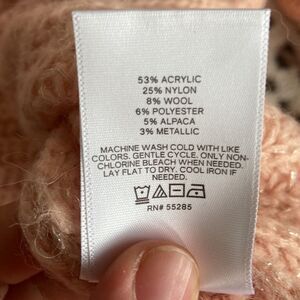 53% ACRYLIC
25% NYLON
8% WOOL
6% POLYESTER
5% ALPACA
3% METALLIC
MACHINE WASH COLD WITH LIKE
COLORS. GENTLE CYCLE. ONLY NON-
CHLORINE BLEACH WHEN NEEDED.
LAY FLAT TO DRY. COOL IRON IF
NEEDED.
RN# 55285